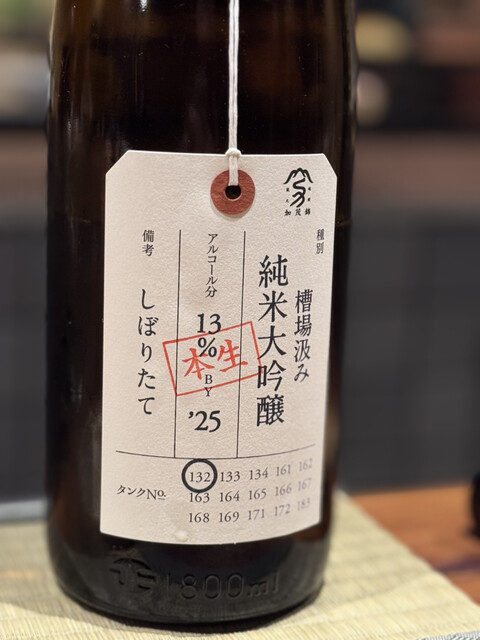 加茂錦
種別
槽場汲み
純米大吟醸
アルコール分
13%
BY
'25
本生
備考
しぼりたて
タンクNo.
132 133 134 161 162
163 164 165 166 167
168 169 171 172 183
1800ml